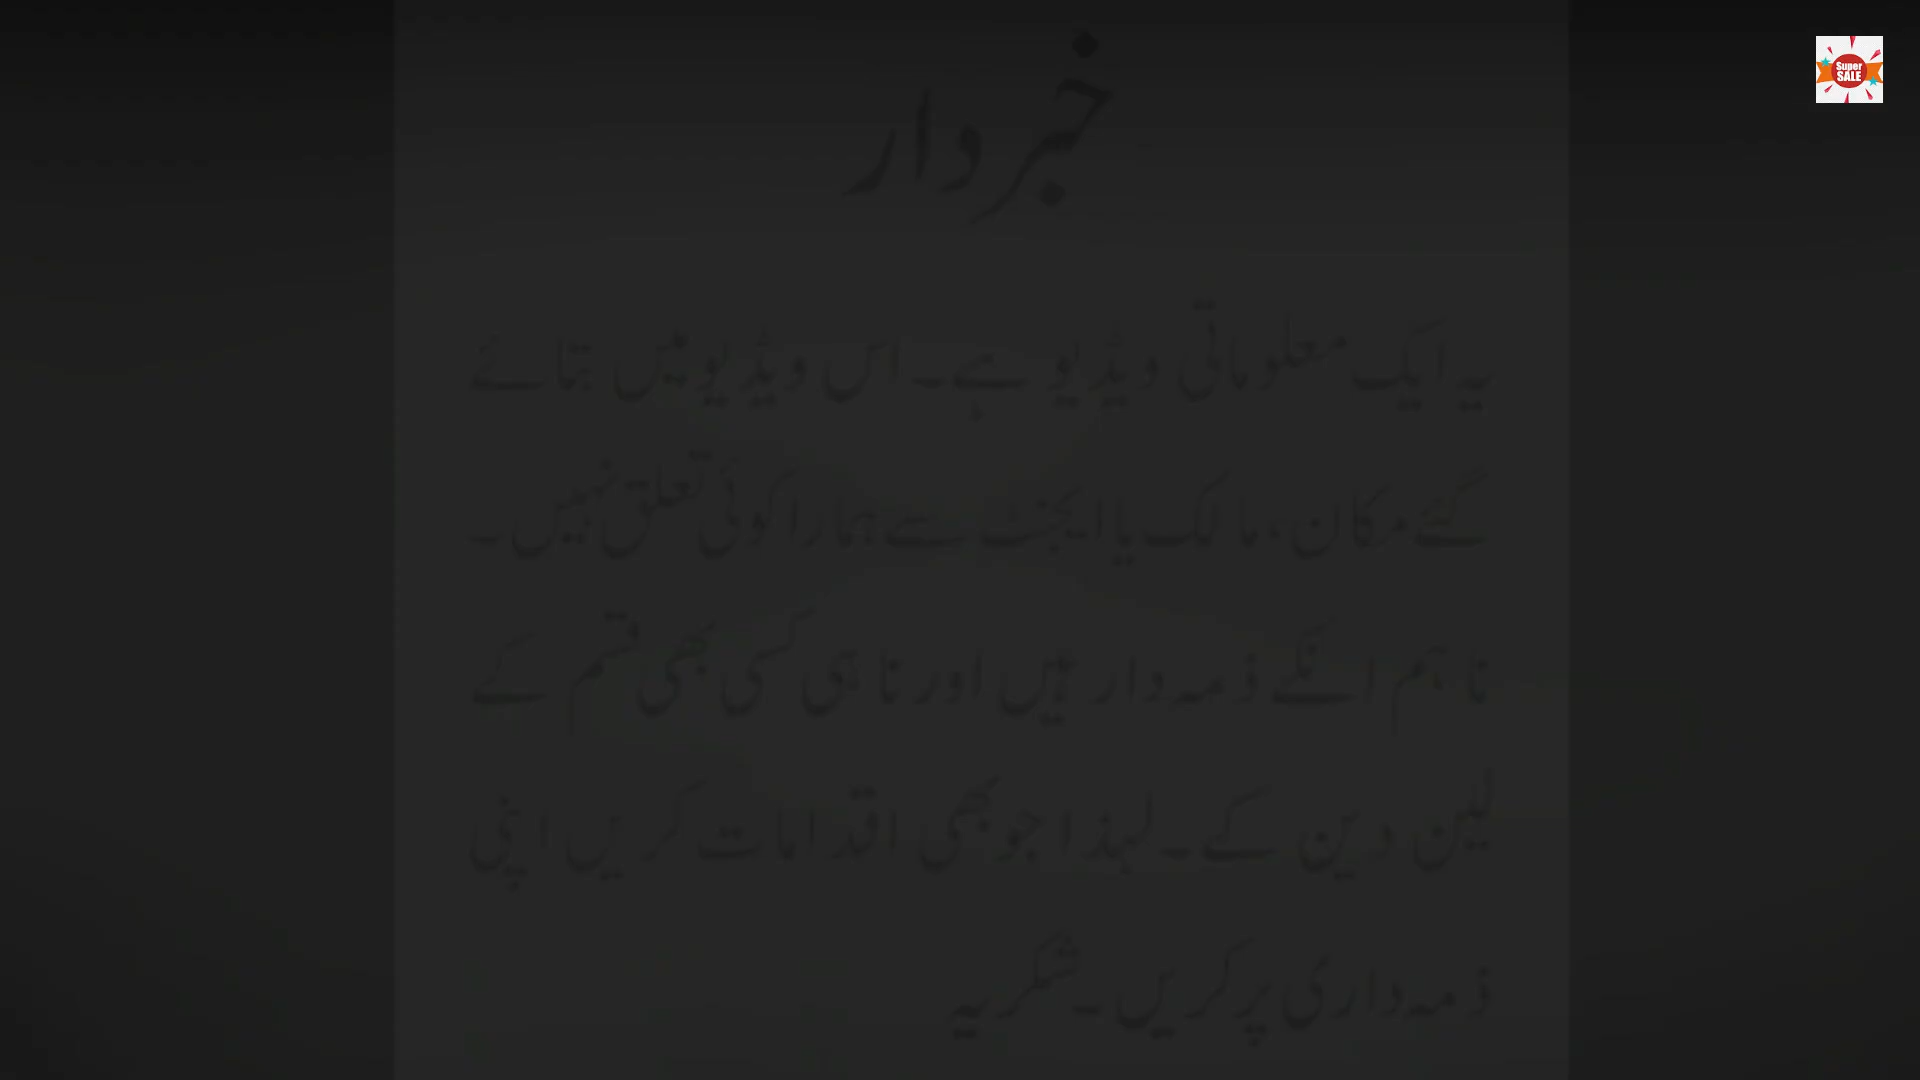 خبردار
Super
SALE
یہ ایک معلوماتی ویڈیو ہے۔ اس ویڈیو میں بتائے
گئے مکان، مالک یا ایجنٹ سے ہمارا کوئی تعلق نہیں۔
نا ہم انکے ذمہ دار ہیں اور نا ہی کسی بھی قسم کے
لین دین کے۔ لہذا جو بھی اقدامات کریں اپنی
ذمہ داری پر کریں۔ شکریہ